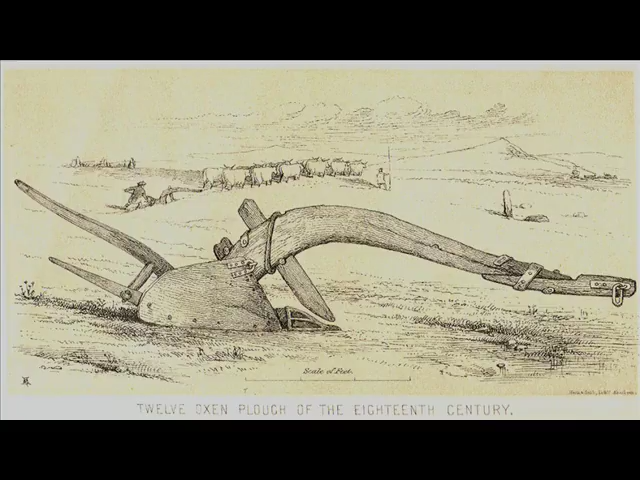 Scale of Feet.
TWELVE OXEN PLOUGH OF THE EIGHTEENTH CENTURY.